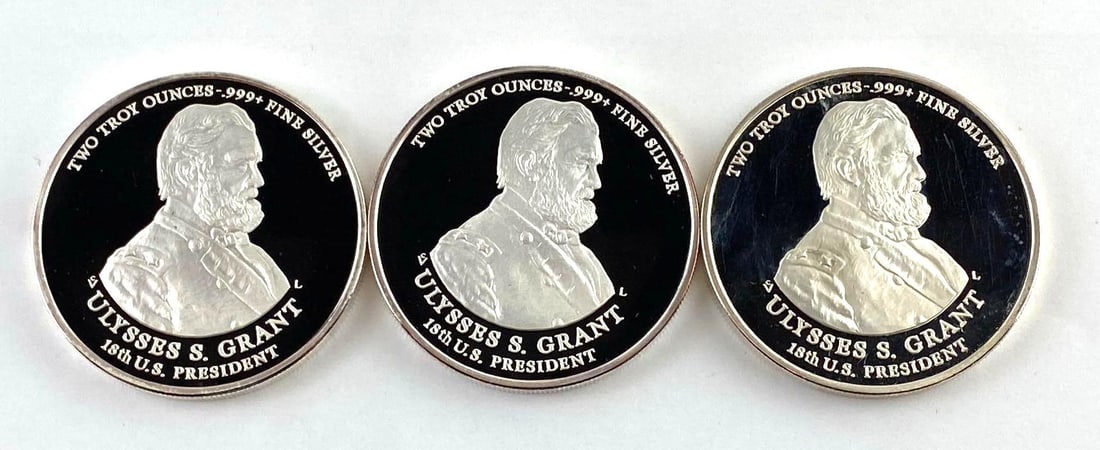 TWO TROY OUNCES-.999+ FINE SILVER
ULYSSES S. GRANT
18th U.S. PRESIDENT
TWO TROY OUNCES-.999+ FINE SILVER
L
ULYSSES S. GRANT
18th U.S. PRESIDENT
TWO TROY OUNCES-.999+ FINE SILVER
L
ULYSSES S. GRANT
18th U.S. PRESIDENT